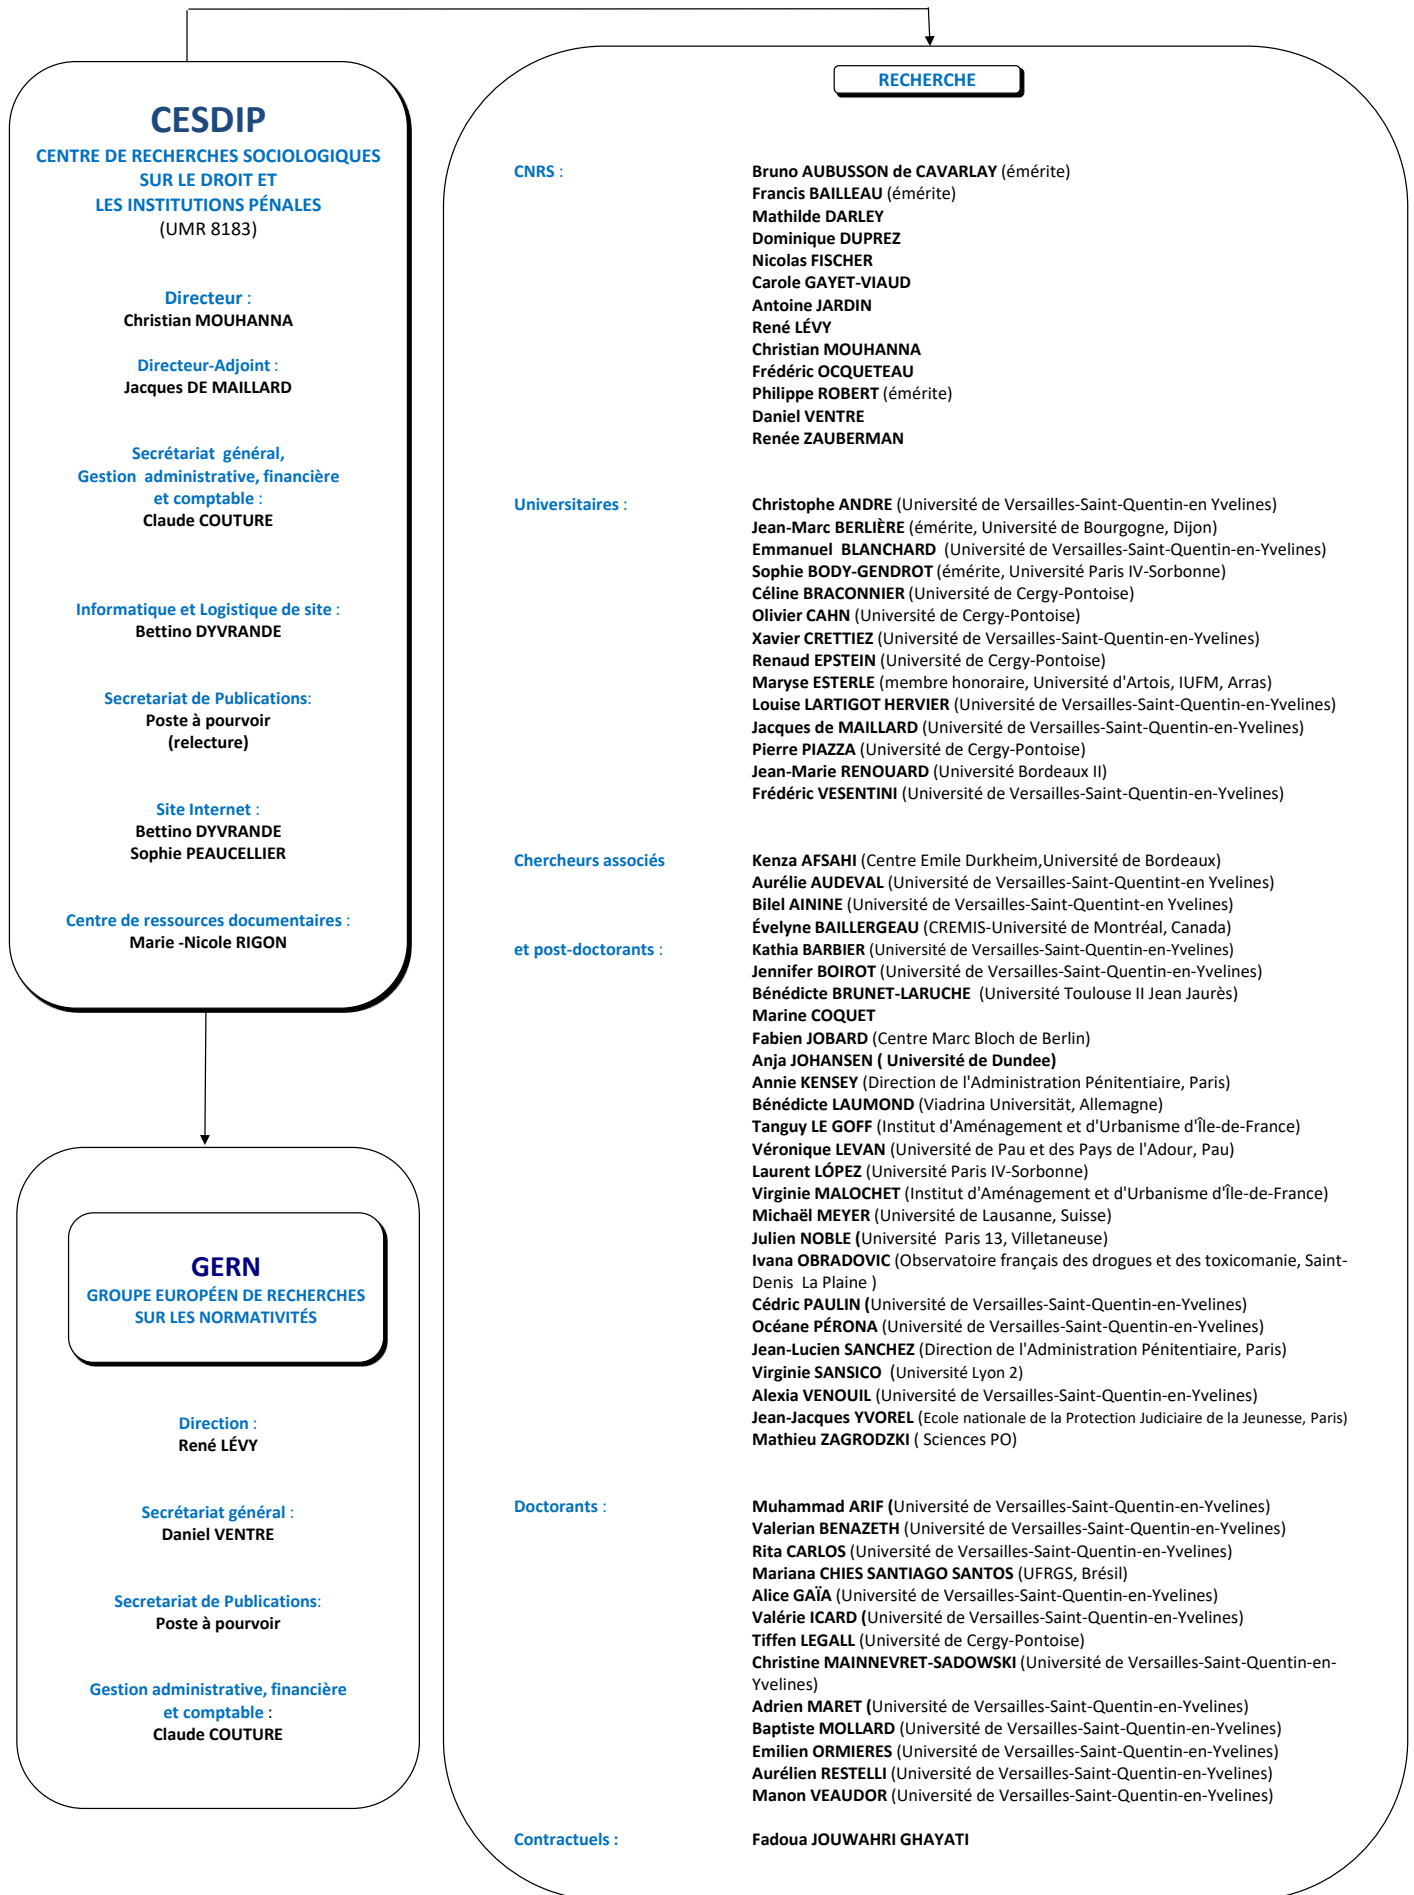 CESDIP
CENTRE DE RECHERCHES SOCIOLOGIQUES
SUR LE DROIT ET
LES INSTITUTIONS PÉNALES
(UMR 8183)
Directeur :
Christian MOUHANNA
Directeur-Adjoint :
Jacques DE MAILLARD
Secrétariat général,
Gestion administrative, financière
et comptable :
Claude COUTURE
Informatique et Logistique de site :
Bettino DYVRANDE
Secretariat de Publications:
Poste à pourvoir
(relecture)
Site Internet :
Bettino DYVRANDE
Sophie PEAUCELLIER
Centre de ressources documentaires :
Marie -Nicole RIGON
GERN
GROUPE EUROPÉEN DE RECHERCHES
SUR LES NORMATIVITÉS
Direction :
René LÉVY
Secrétariat général :
Daniel VENTRE
Secretariat de Publications:
Poste à pourvoir
Gestion administrative, financière
et comptable :
Claude COUTURE
RECHERCHE
CNRS : Bruno AUBUSSON de CAVARLAY (émérite)
Francis BAILLEAU (émérite)
Mathilde DARLEY
Dominique DUPREZ
Nicolas FISCHER
Carole GAYET-VIAUD
Antoine JARDIN
René LÉVY
Christian MOUHANNA
Frédéric OCQUETEAU
Philippe ROBERT (émérite)
Daniel VENTRE
Renée ZAUBERMAN
Universitaires : Christophe ANDRE (Université de Versailles-Saint-Quentin-en Yvelines)
Jean-Marc BERLIÈRE (émérite, Université de Bourgogne, Dijon)
Emmanuel BLANCHARD (Université de Versailles-Saint-Quentin-en-Yvelines)
Sophie BODY-GENDROT (émérite, Université Paris IV-Sorbonne)
Céline BRACONNIER (Université de Cergy-Pontoise)
Olivier CAHN (Université de Cergy-Pontoise)
Xavier CRETTIEZ (Université de Versailles-Saint-Quentin-en-Yvelines)
Renaud EPSTEIN (Université de Cergy-Pontoise)
Maryse ESTERLE (membre honoraire, Université d'Artois, IUFM, Arras)
Louise LARTIGOT HERVIER (Université de Versailles-Saint-Quentin-en-Yvelines)
Jacques de MAILLARD (Université de Versailles-Saint-Quentin-en-Yvelines)
Pierre PIAZZA (Université de Cergy-Pontoise)
Jean-Marie RENOUARD (Université Bordeaux II)
Frédéric VESENTINI (Université de Versailles-Saint-Quentin-en-Yvelines)
Chercheurs associés Kenza AFSAHI (Centre Emile Durkheim,Université de Bordeaux)
Aurélie AUDEVAL (Université de Versailles-Saint-Quentint-en Yvelines)
Bilel AININE (Université de Versailles-Saint-Quentint-en Yvelines)
Évelyne BAILLERGEAU (CREMIS-Université de Montréal, Canada)
et post-doctorants : Kathia BARBIER (Université de Versailles-Saint-Quentin-en-Yvelines)
Jennifer BOIROT (Université de Versailles-Saint-Quentin-en-Yvelines)
Bénédicte BRUNET-LARUCHE (Université Toulouse II Jean Jaurès)
Marine COQUET
Fabien JOBARD (Centre Marc Bloch de Berlin)
Anja JOHANSEN ( Université de Dundee)
Annie KENSEY (Direction de l'Administration Pénitentiaire, Paris)
Bénédicte LAUMOND (Viadrina Universität, Allemagne)
Tanguy LE GOFF (Institut d'Aménagement et d'Urbanisme d'Île-de-France)
Véronique LEVAN (Université de Pau et des Pays de l'Adour, Pau)
Laurent LÓPEZ (Université Paris IV-Sorbonne)
Virginie MALOCHET (Institut d'Aménagement et d'Urbanisme d'Île-de-France)
Michaël MEYER (Université de Lausanne, Suisse)
Julien NOBLE (Université Paris 13, Villetaneuse)
Ivana OBRADOVIC (Observatoire français des drogues et des toxicomanie, Saint-
Denis La Plaine )
Cédric PAULIN (Université de Versailles-Saint-Quentin-en-Yvelines)
Océane PÉRONA (Université de Versailles-Saint-Quentin-en-Yvelines)
Jean-Lucien SANCHEZ (Direction de l'Administration Pénitentiaire, Paris)
Virginie SANSICO (Université Lyon 2)
Alexia VENOUIL (Université de Versailles-Saint-Quentin-en-Yvelines)
Jean-Jacques YVOREL (Ecole nationale de la Protection Judiciaire de la Jeunesse, Paris)
Mathieu ZAGRODZKI ( Sciences PO)
Doctorants : Muhammad ARIF (Université de Versailles-Saint-Quentin-en-Yvelines)
Valerian BENAZETH (Université de Versailles-Saint-Quentin-en-Yvelines)
Rita CARLOS (Université de Versailles-Saint-Quentin-en-Yvelines)
Mariana CHIES SANTIAGO SANTOS (UFRGS, Brésil)
Alice GAÏA (Université de Versailles-Saint-Quentin-en-Yvelines)
Valérie ICARD (Université de Versailles-Saint-Quentin-en-Yvelines)
Tiffen LEGALL (Université de Cergy-Pontoise)
Christine MAINNEVRET-SADOWSKI (Université de Versailles-Saint-Quentin-en-
Yvelines)
Adrien MARET (Université de Versailles-Saint-Quentin-en-Yvelines)
Baptiste MOLLARD (Université de Versailles-Saint-Quentin-en-Yvelines)
Emilien ORMIERES (Université de Versailles-Saint-Quentin-en-Yvelines)
Aurélien RESTELLI (Université de Versailles-Saint-Quentin-en-Yvelines)
Manon VEAUDOR (Université de Versailles-Saint-Quentin-en-Yvelines)
Contractuels : Fadoua JOUWAHRI GHAYATI